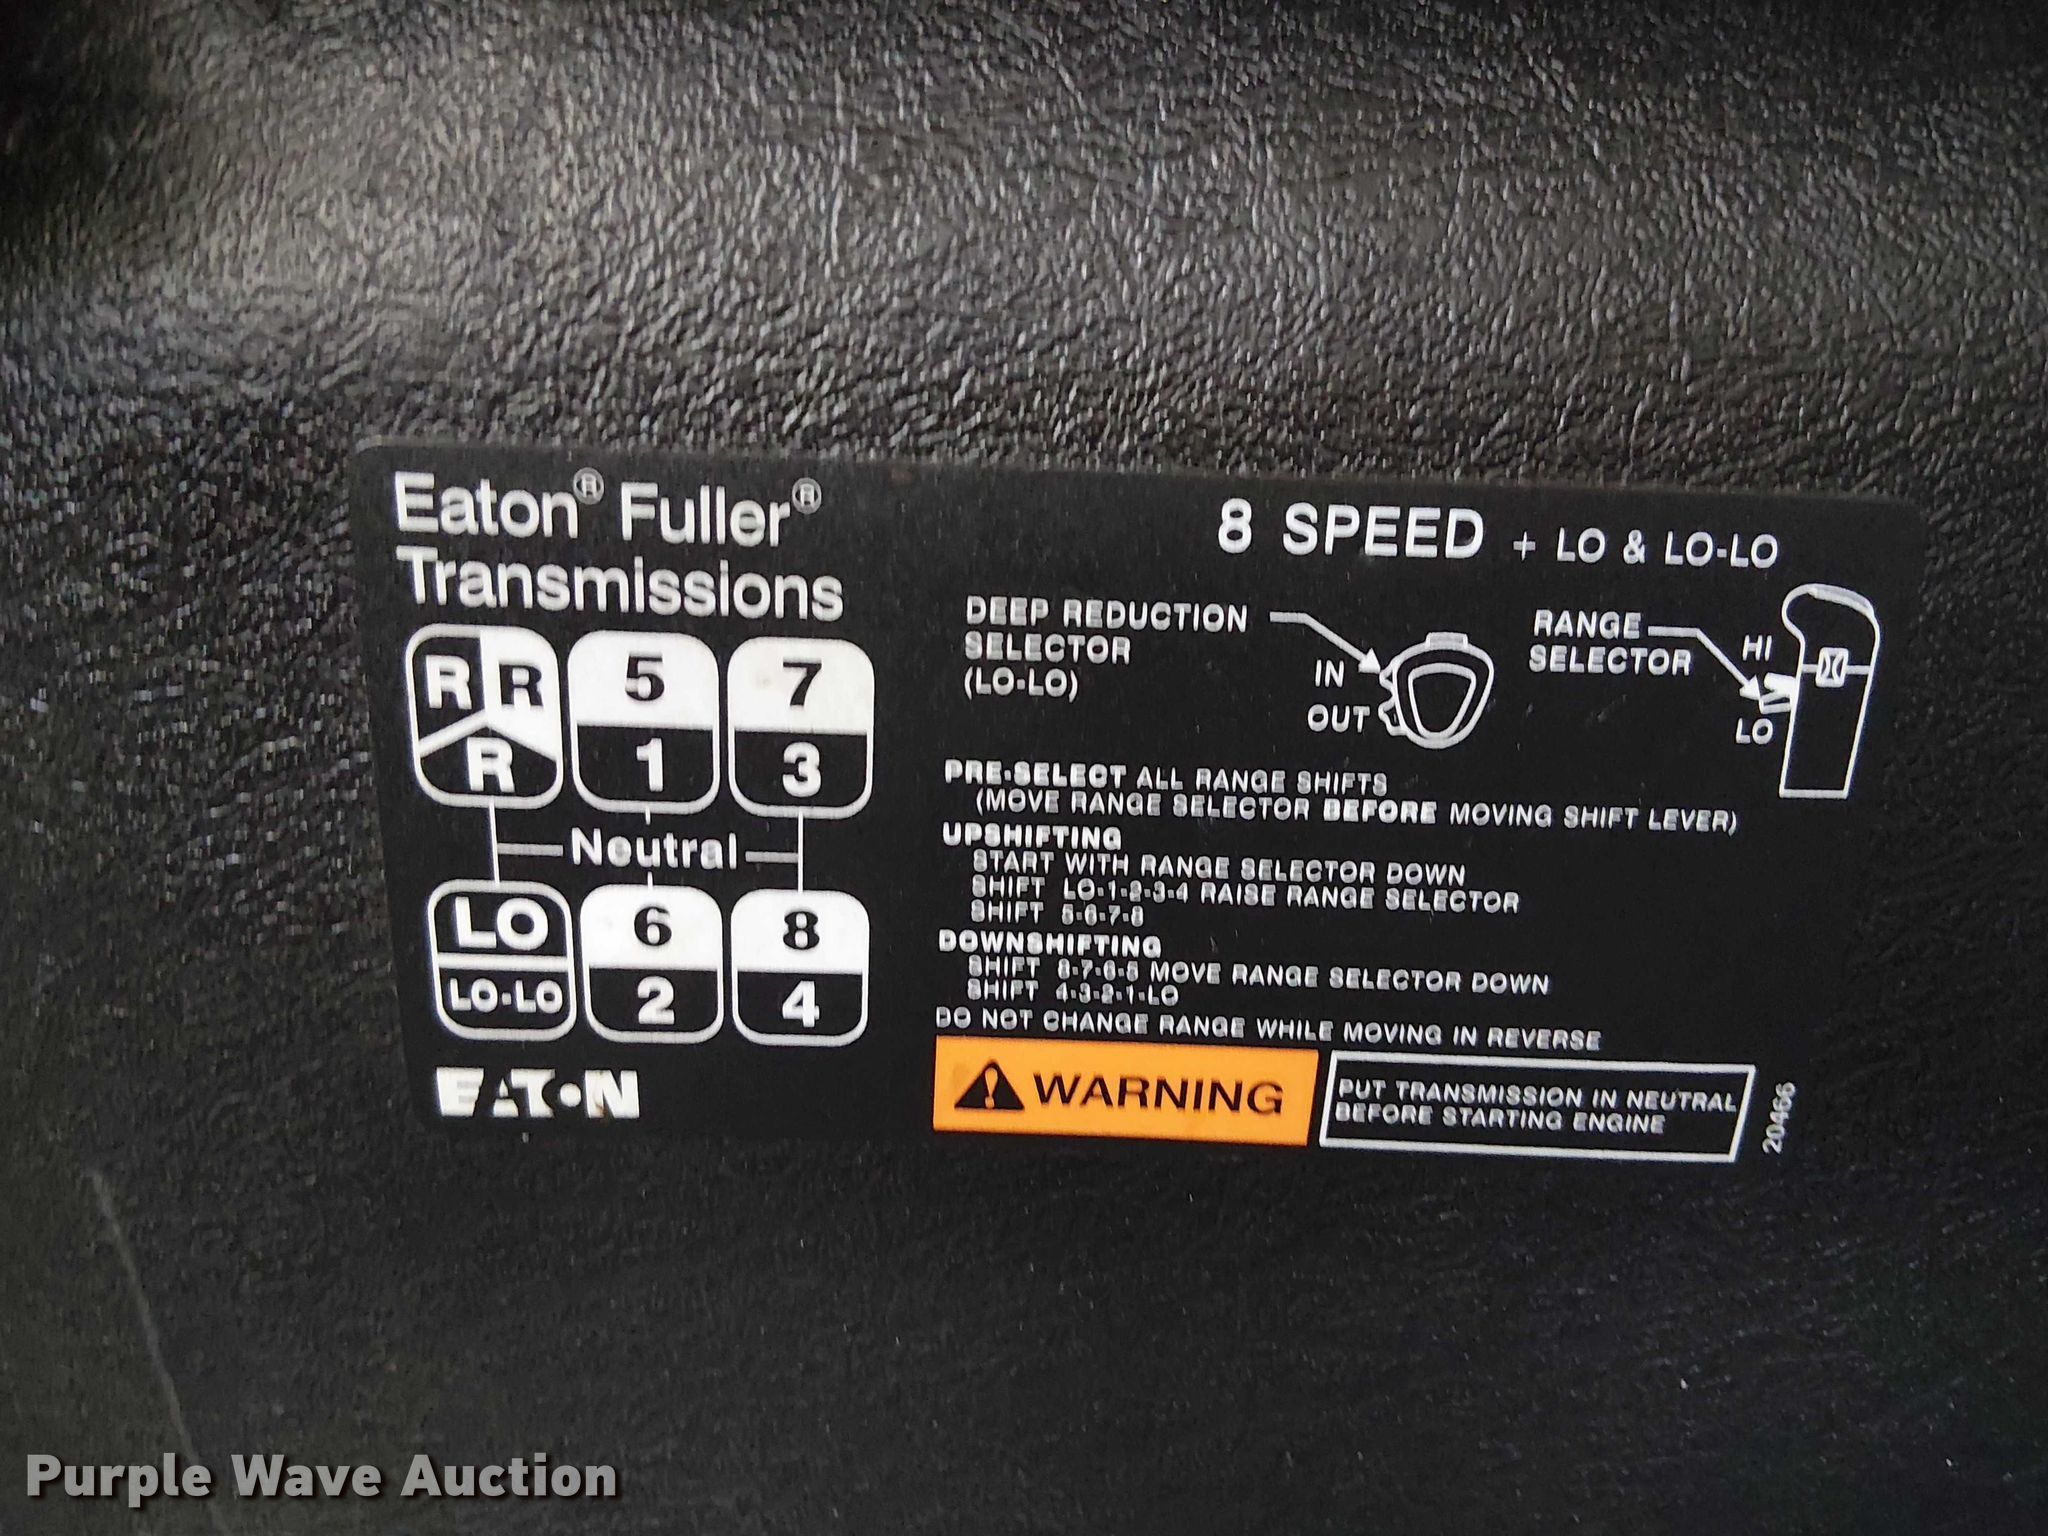 Eaton® Fuller®
Transmissions
R R R
5
1
7
3
Neutral
LO
LO-LO
6
2
8
4
EATON
8 SPEED + LO & LO-LO
DEEP REDUCTION
SELECTOR
(LO-LO)
IN
OUT
RANGE
SELECTOR
HI
LO
PRE-SELECT ALL RANGE SHIFTS
(MOVE RANGE SELECTOR BEFORE MOVING SHIFT LEVER)
UPSHIFTING
START WITH RANGE SELECTOR DOWN
SHIFT LO-1-2-3-4 RAISE RANGE SELECTOR
SHIFT 5-6-7-8
DOWNSHIFTING
SHIFT 8-7-6-5 MOVE RANGE SELECTOR DOWN
SHIFT 4-3-2-1-LO
DO NOT CHANGE RANGE WHILE MOVING IN REVERSE
WARNING
PUT TRANSMISSION IN NEUTRAL
BEFORE STARTING ENGINE
20466
Purple Wave Auction